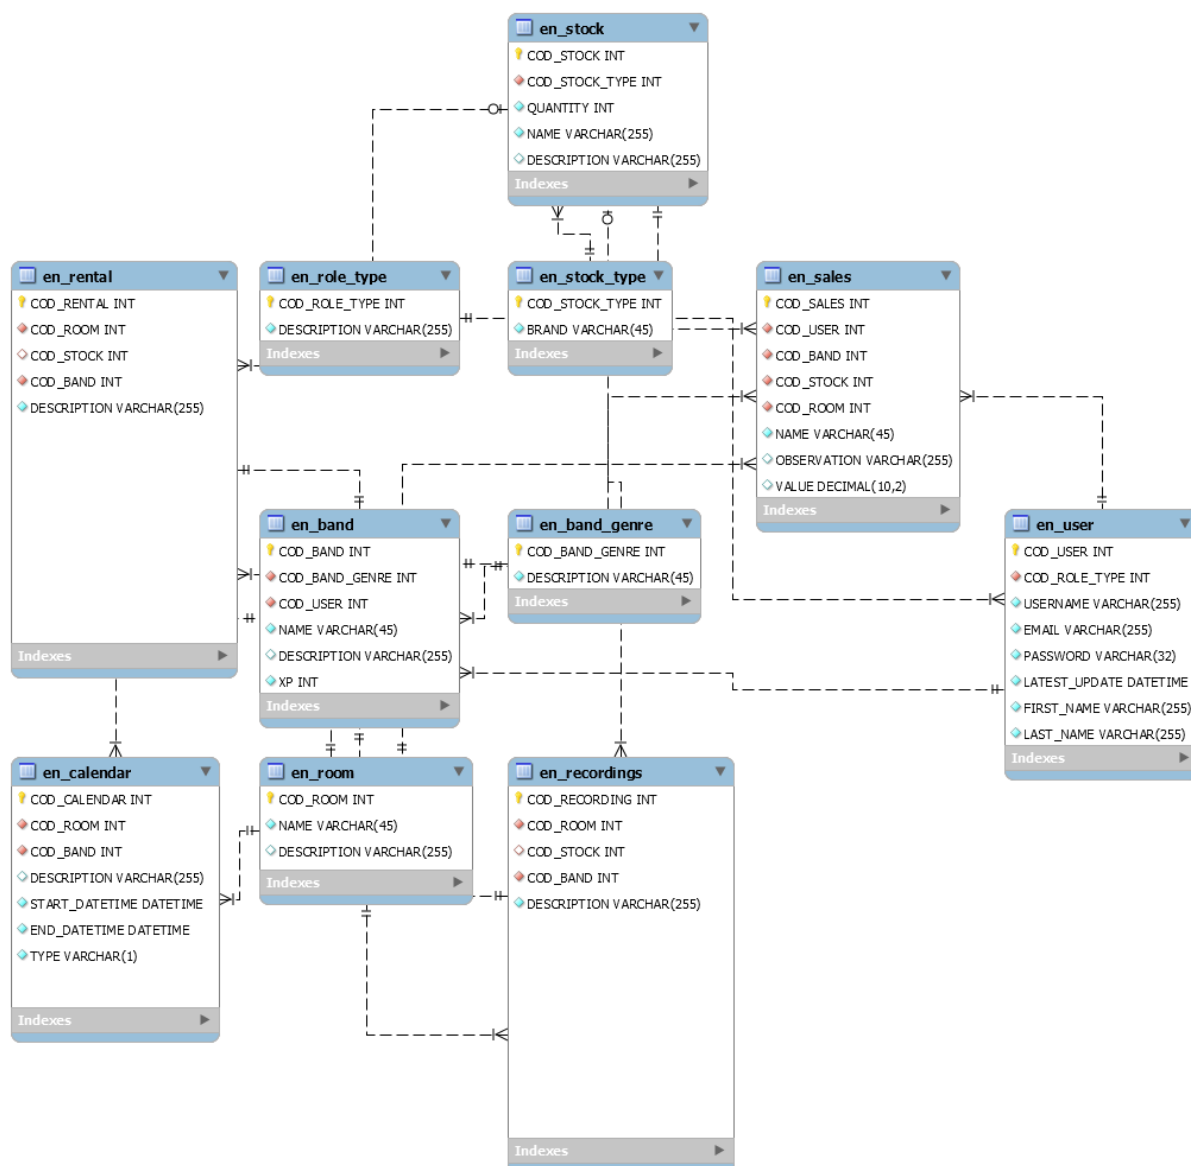 en_stock
COD_STOCK INT
COD_STOCK_TYPE INT
QUANTITY INT
NAME VARCHAR(255)
DESCRIPTION VARCHAR(255)
Indexes
en_rental
COD_RENTAL INT
COD_ROOM INT
COD_STOCK INT
COD_BAND INT
DESCRIPTION VARCHAR(255)
Indexes
en_role_type
COD_ROLE_TYPE INT
DESCRIPTION VARCHAR(255)
Indexes
en_stock_type
COD_STOCK_TYPE INT
BRAND VARCHAR(45)
Indexes
en_sales
COD_SALES INT
COD_USER INT
COD_BAND INT
COD_STOCK INT
COD_ROOM INT
NAME VARCHAR(45)
OBSERVATION VARCHAR(255)
VALUE DECIMAL(10,2)
Indexes
en_band
COD_BAND INT
COD_BAND_GENRE INT
COD_USER INT
NAME VARCHAR(45)
DESCRIPTION VARCHAR(255)
XP INT
Indexes
en_band_genre
COD_BAND_GENRE INT
DESCRIPTION VARCHAR(45)
Indexes
en_user
COD_USER INT
COD_ROLE_TYPE INT
USERNAME VARCHAR(255)
EMAIL VARCHAR(255)
PASSWORD VARCHAR(32)
LATEST_UPDATE DATETIME
FIRST_NAME VARCHAR(255)
LAST_NAME VARCHAR(255)
Indexes
en_calendar
COD_CALENDAR INT
COD_ROOM INT
COD_BAND INT
DESCRIPTION VARCHAR(255)
START_DATETIME DATETIME
END_DATETIME DATETIME
TYPE VARCHAR(1)
Indexes
en_room
COD_ROOM INT
NAME VARCHAR(45)
DESCRIPTION VARCHAR(255)
Indexes
en_recordings
COD_RECORDING INT
COD_ROOM INT
COD_STOCK INT
COD_BAND INT
DESCRIPTION VARCHAR(255)
Indexes